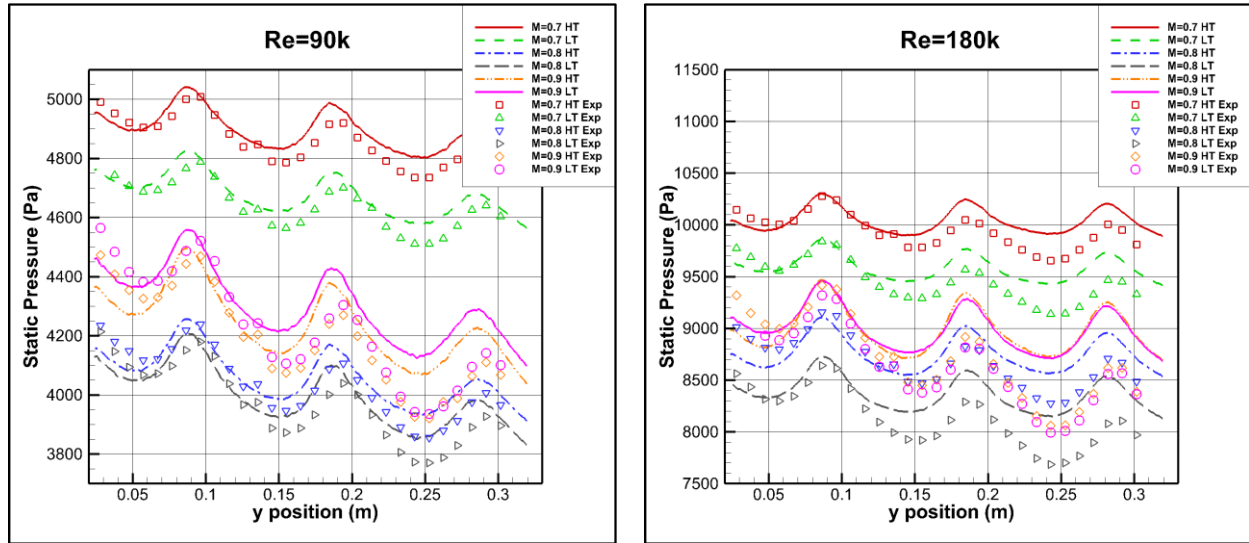 Re=90k
M=0.7 HT
M=0.7 LT
M=0.8 HT
M=0.8 LT
M=0.9 HT
M=0.9 LT
M=0.7 HT Exp
M=0.7 LT Exp
M=0.8 HT Exp
M=0.8 LT Exp
M=0.9 HT Exp
M=0.9 LT Exp
Static Pressure (Pa)
5000
4800
4600
4400
4200
4000
3800
0.05 0.1 0.15 0.2 0.25 0.3
y position (m)
Re=180k
M=0.7 HT
M=0.7 LT
M=0.8 HT
M=0.8 LT
M=0.9 HT
M=0.9 LT
M=0.7 HT Exp
M=0.7 LT Exp
M=0.8 HT Exp
M=0.8 LT Exp
M=0.9 HT Exp
M=0.9 LT Exp
Static Pressure (Pa)
11500
11000
10500
10000
9500
9000
8500
8000
7500
0.05 0.1 0.15 0.2 0.25 0.3
y position (m)